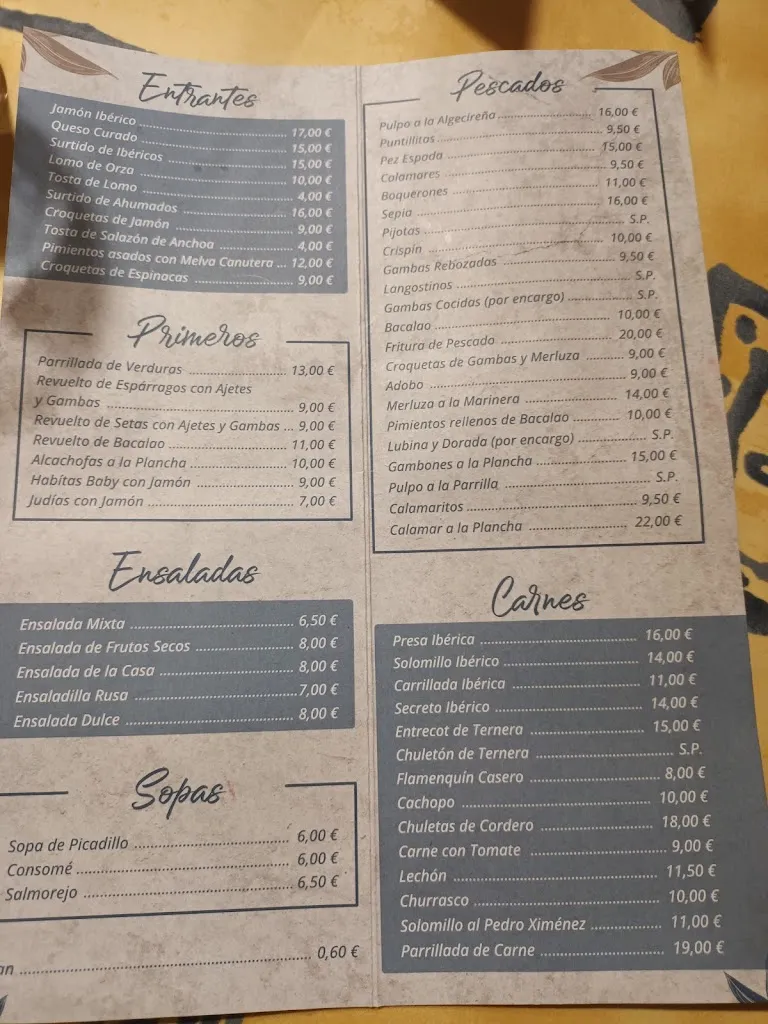 Entrantes
Jamón Ibérico 17,00 €
Queso Curado 15,00 €
Surtido de Ibéricos 15,00 €
Lomo de Orza 10,00 €
Tosta de Lomo 4,00 €
Surtido de Ahumados 16,00 €
Croquetas de Jamón 9,00 €
Tosta de Salazón de Anchoa 4,00 €
Pimientos asados con Melva Canutera 12,00 €
Croquetas de Espinacas 9,00 €
Primeros
Parrillada de Verduras 13,00 €
Revuelto de Espárragos con Ajetes
y Gambas 9,00 €
Revuelto de Setas con Ajetes y Gambas 9,00 €
Revuelto de Bacalao 11,00 €
Alcachofas a la Plancha 10,00 €
Habítas Baby con Jamón 9,00 €
Judías con Jamón 7,00 €
Ensaladas
Ensalada Mixta 6,50 €
Ensalada de Frutos Secos 8,00 €
Ensalada de la Casa 8,00 €
Ensaladilla Rusa 7,00 €
Ensalada Dulce 8,00 €
Sopas
Sopa de Picadillo 6,00 €
Consomé 6,00 €
Salmorejo 6,50 €
0,60 €
Pescados
Pulpo a la Algecireña 16,00 €
Puntillitas 9,50 €
Pez Espada 15,00 €
Calamares 9,50 €
Boquerones 11,00 €
Sepia 16,00 €
Pijotas S.P.
Crispín 10,00 €
Gambas Rebozadas 9,50 €
Langostinos S.P.
Gambas Cocidas (por encargo) S.P.
Bacalao 10,00 €
Fritura de Pescado 20,00 €
Croquetas de Gambas y Merluza 9,00 €
Adobo 9,00 €
Merluza a la Marinera 14,00 €
Pimientos rellenos de Bacalao 10,00 €
Lubina y Dorada (por encargo) S.P.
Gambones a la Plancha 15,00 €
Pulpo a la Parrilla S.P.
Calamaritos 9,50 €
Calamar a la Plancha 22,00 €
Carnes
Presa Ibérica 16,00 €
Solomillo Ibérico 14,00 €
Carrillada Ibérica 11,00 €
Secreto Ibérico 14,00 €
Entrecot de Ternera 15,00 €
Chuletón de Ternera S.P.
Flamenquín Casero 8,00 €
Cachopo 10,00 €
Chuletas de Cordero 18,00 €
Carne con Tomate 9,00 €
Lechón 11,50 €
Churrasco 10,00 €
Solomillo al Pedro Ximénez 11,00 €
Parrillada de Carne 19,00 €